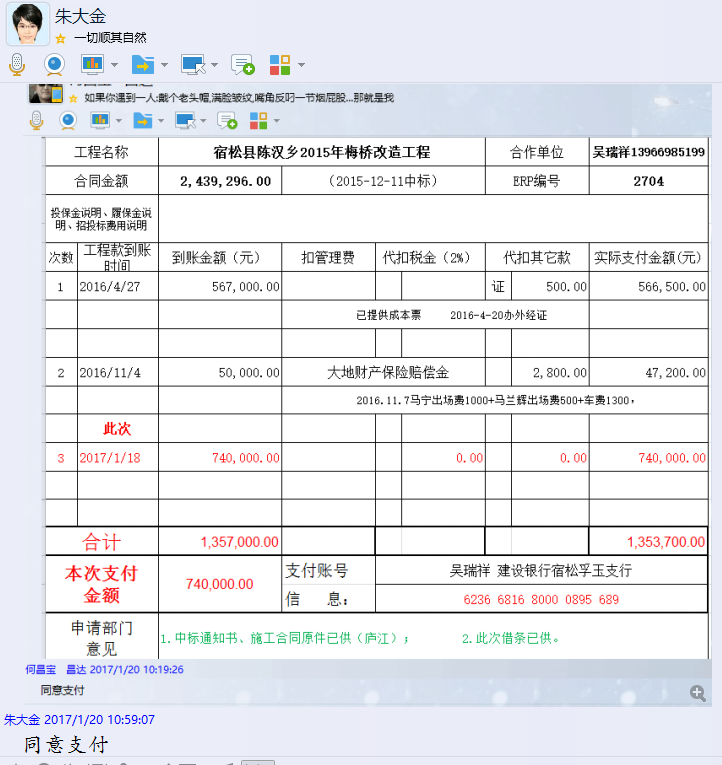 朱大金
一切顺其自然
如果你遇到一人:戴个老头帽,满脸皱纹,嘴角反叼一节烟屁股...那就是我
工程名称 宿松县陈汉乡2015年梅桥改造工程 合作单位 吴瑞祥13966985199
合同金额 2,439,296.00 （2015-12-11中标） ERP编号 2704
投保金说明、履保金说
明、招投标费用说明
次数 工程款到账
时间 到账金额（元） 扣管理费 代扣税金（2%） 代扣其它款 实际支付金额(元)
1 2016/4/27 567,000.00 证 500.00 566,500.00
已提供成本票 2016-4-20办外经证
2 2016/11/4 50,000.00 大地财产保险赔偿金 2,800.00 47,200.00
2016.11.7马宁出场费1000+马兰辉出场费500+车费1300，
此次
3 2017/1/18 740,000.00 0.00 0.00 740,000.00
合计 1,357,000.00 1,353,700.00
本次支付
金额 740,000.00 支付账号 吴瑞祥 建设银行宿松孚玉支行
信 息： 6236 6816 8000 0895 689
申请部门
意见 1.中标通知书、施工合同原件已供（庐江）； 2.此次借条已供。
何昌宝 昌达 2017/1/20 10:19:26
同意支付
朱大金 2017/1/20 10:59:07
同意支付